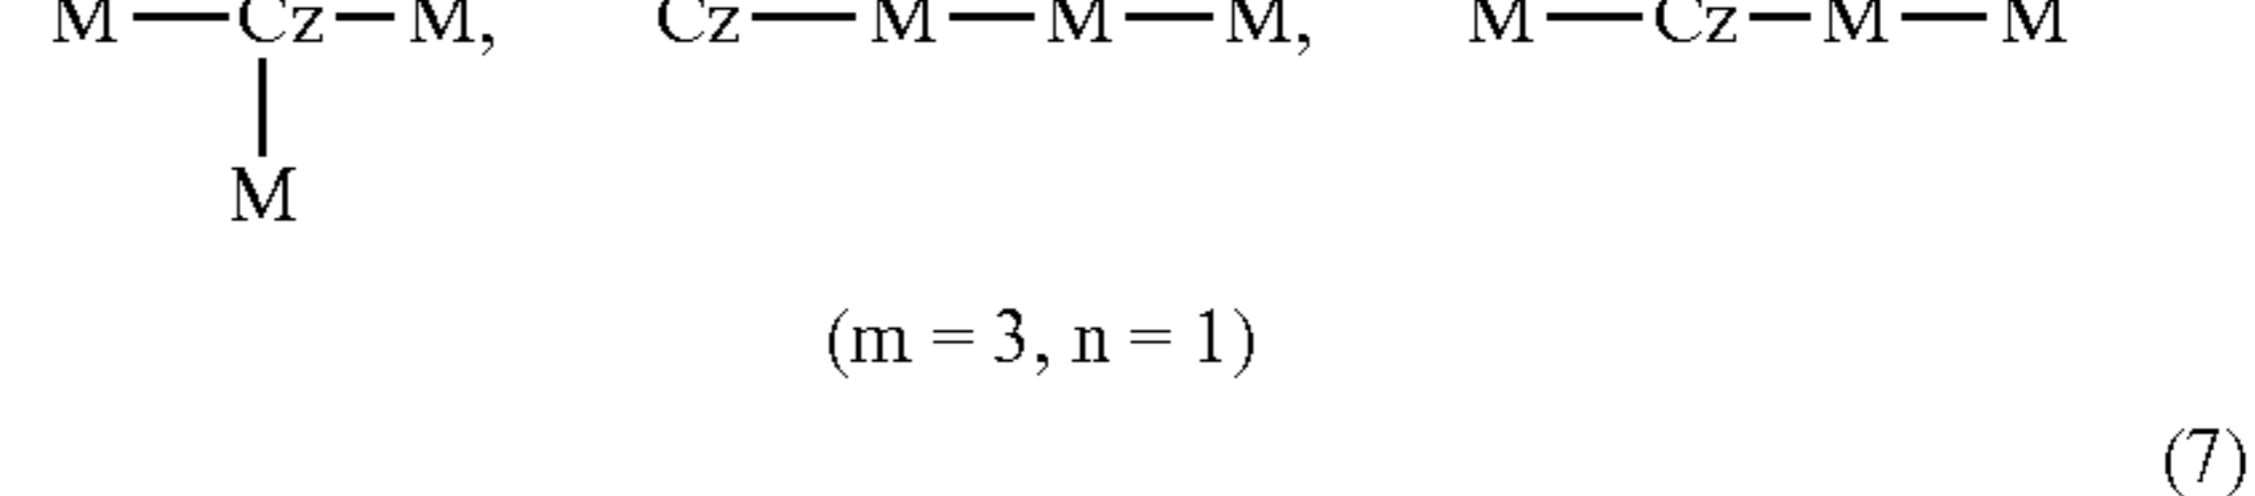 M—Cz—M, Cz—M—M—M, M—Cz—M—M
M
(m = 3, n = 1)
(7)